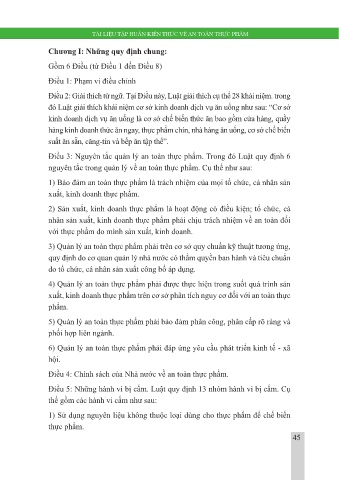 TÀI LIỆU TẬP HUẤN KIẾN THỨC VỀ AN TOÀN THỰC PHẨM
Chương I: Những quy định chung:
Gồm 6 Điều (từ Điều 1 đến Điều 8)
Điều 1: Phạm vi điều chỉnh
Điều 2: Giải thích từ ngữ. Tại Điều này, Luật giải thích cụ thể 28 khái niệm. trong
đó Luật giải thích khái niệm cơ sở kinh doanh dịch vụ ăn uống như sau: “Cơ sở
kinh doanh dịch vụ ăn uống là cơ sở chế biến thức ăn bao gồm cửa hàng, quầy
hàng kinh doanh thức ăn ngay, thực phẩm chín, nhà hàng ăn uống, cơ sở chế biến
suất ăn sẵn, căng-tin và bếp ăn tập thể”.
Điều 3: Nguyên tắc quản lý an toàn thực phẩm. Trong đó Luật quy định 6
nguyên tắc trong quản lý về an toàn thực phẩm. Cụ thể như sau:
1) Bảo đảm an toàn thực phẩm là trách nhiệm của mọi tổ chức, cá nhân sản
xuất, kinh doanh thực phẩm.
2) Sản xuất, kinh doanh thực phẩm là hoạt động có điều kiện; tổ chức, cá
nhân sản xuất, kinh doanh thực phẩm phải chịu trách nhiệm về an toàn đối
với thực phẩm do mình sản xuất, kinh doanh.
3) Quản lý an toàn thực phẩm phải trên cơ sở quy chuẩn kỹ thuật tương ứng,
quy định do cơ quan quản lý nhà nước có thẩm quyền ban hành và tiêu chuẩn
do tổ chức, cá nhân sản xuất công bố áp dụng.
4) Quản lý an toàn thực phẩm phải được thực hiện trong suốt quá trình sản
xuất, kinh doanh thực phẩm trên cơ sở phân tích nguy cơ đối với an toàn thực
phẩm.
5) Quản lý an toàn thực phẩm phải bảo đảm phân công, phân cấp rõ ràng và
phối hợp liên ngành.
6) Quản lý an toàn thực phẩm phải đáp ứng yêu cầu phát triển kinh tế - xã
hội.
Điều 4: Chính sách của Nhà nước về an toàn thực phẩm.
Điều 5: Những hành vi bị cấm. Luật quy định 13 nhóm hành vi bị cấm. Cụ
thể gồm các hành vi cấm như sau:
1) Sử dụng nguyên liệu không thuộc loại dùng cho thực phẩm để chế biến
thực phẩm.
45